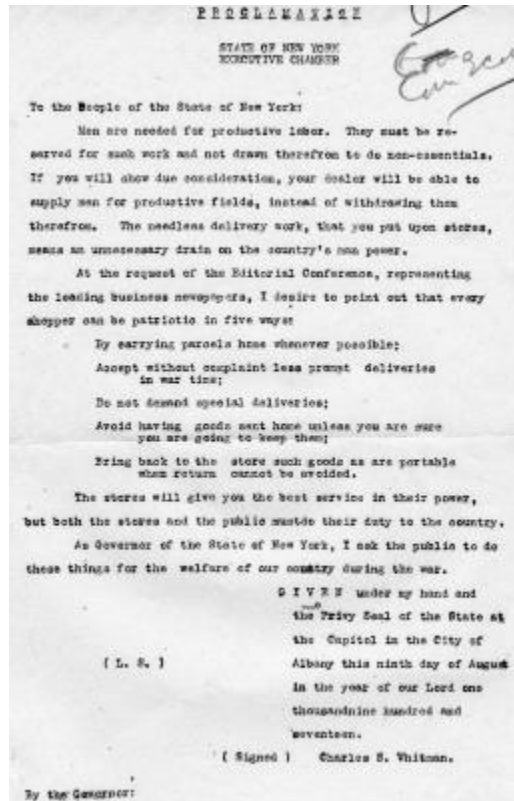 PROCLAMATION
STATE OF NEW YORK
EXECUTIVE CHAMBER
To the People of the State of New York:
Men are needed for productive labor. They must be re-
served for such work and not drawn therefrom to do non-essentials.
If you will show due consideration, your dealer will be able to
supply men for productive fields, instead of withdrawing them
therefrom. The needless delivery work, that you put upon stores,
means an unnecessary drain on the country's man power.
At the request of the Editorial Conference, representing
the leading business newspapers, I desire to point out that every
shopper can be patriotic in five ways:
By carrying parcels home whenever possible;
Accept without complaint less prompt deliveries
in war time;
Do not demand special deliveries;
Avoid having goods sent home unless you are sure
you are going to keep them;
Bring back to the store such goods as are portable
when return cannot be avoided.
The stores will give you the best service in their power,
but both the stores and the public mustdo their duty to the country.
As Governor of the State of New York, I ask the public to do
these things for the welfare of our country during the war.
GIVEN under my hand and
the Privy Seal of the State at
the Capitol in the City of
( L. S. ) Albany this ninth day of August
in the year of our Lord one
thousandnine hundred and
seventeen.
( Signed ) Charles S. Whitman.
By the Governor: